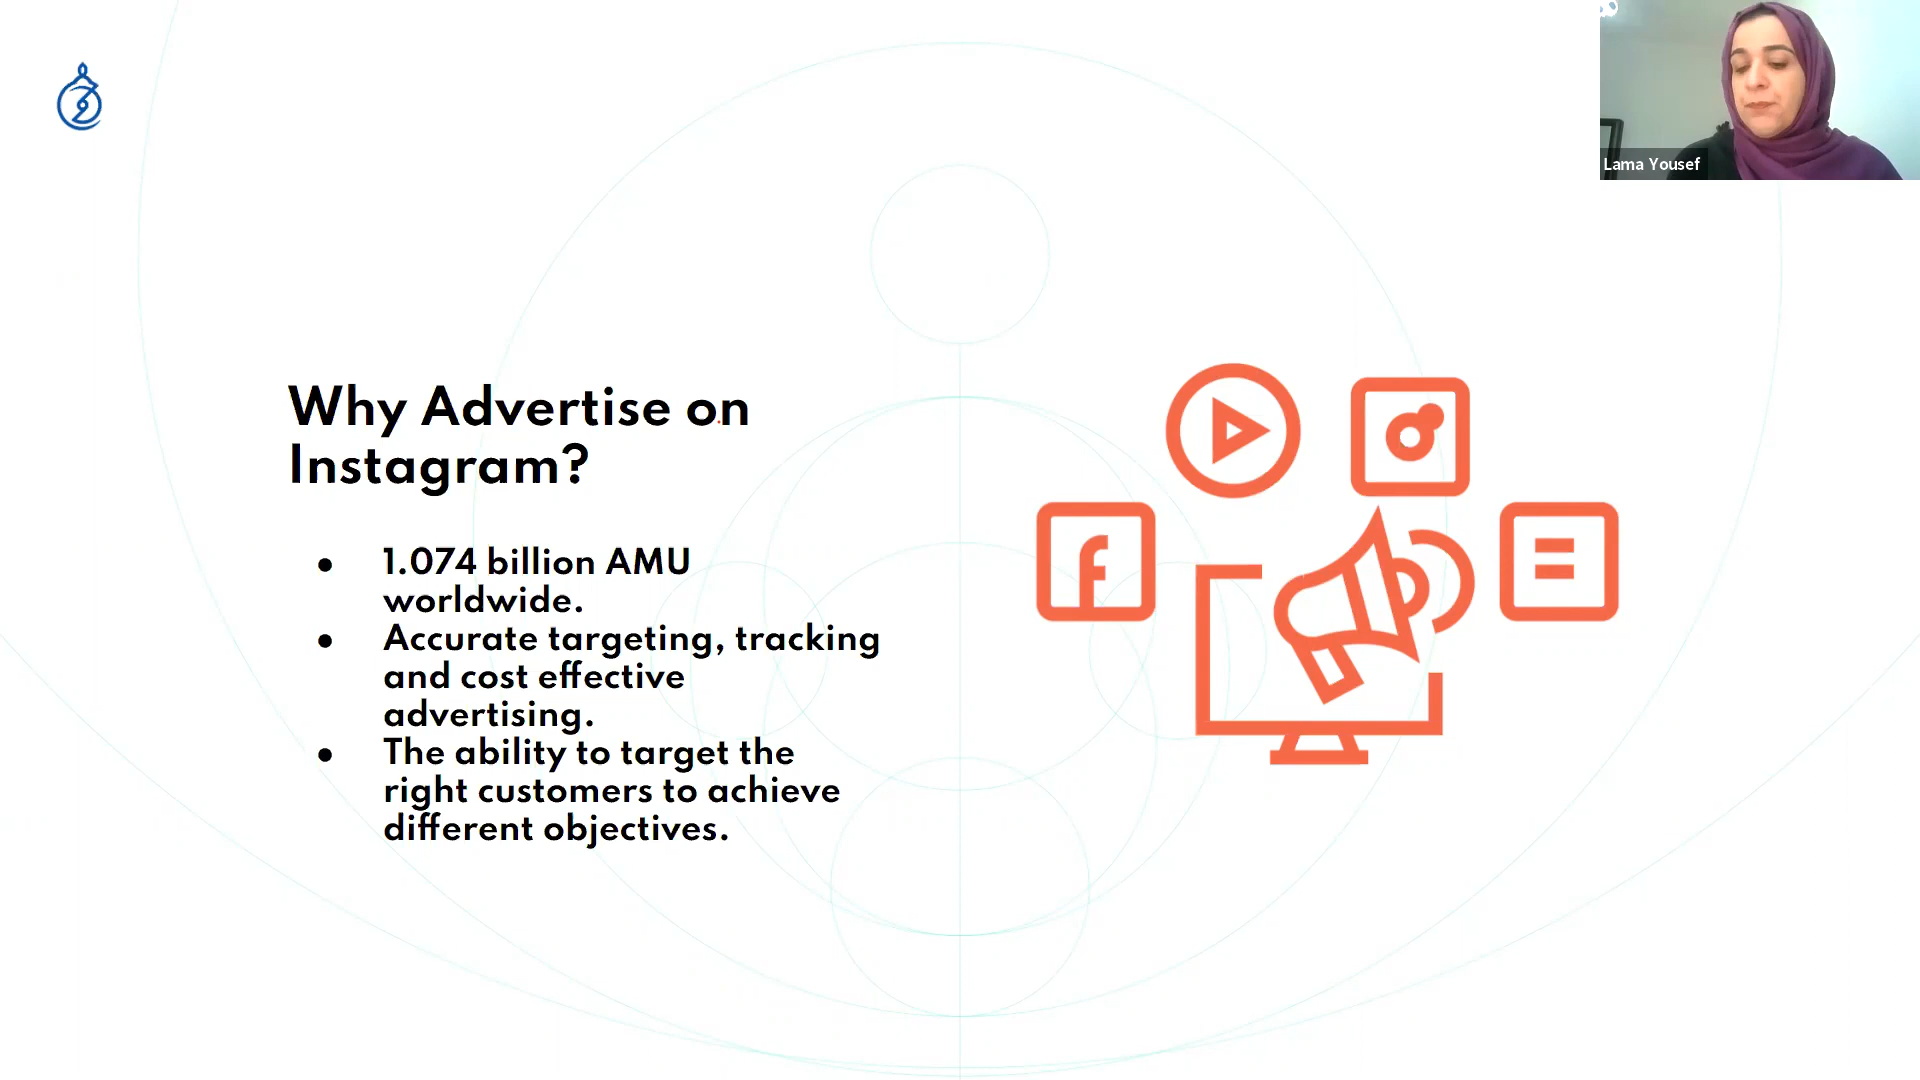 Lama Yousef
Why Advertise on
Instagram?
● 1.074 billion AMU
worldwide.
● Accurate targeting, tracking
and cost effective
advertising.
● The ability to target the
right customers to achieve
different objectives.